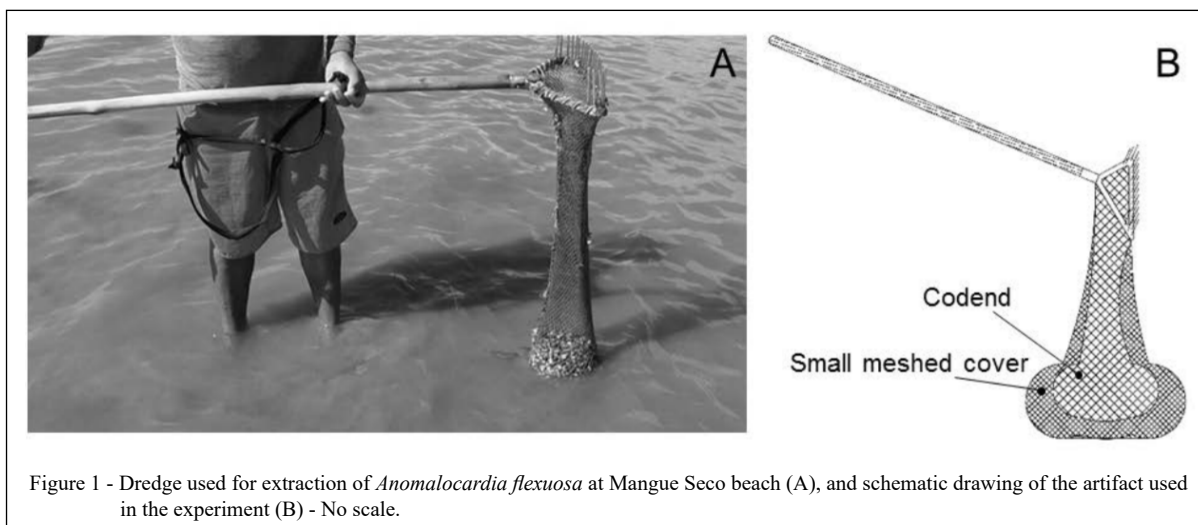 A
B
Codend
Small meshed cover
Figure 1 - Dredge used for extraction of Anomalocardia flexuosa at Mangue Seco beach (A), and schematic drawing of the artifact used
in the experiment (B) - No scale.